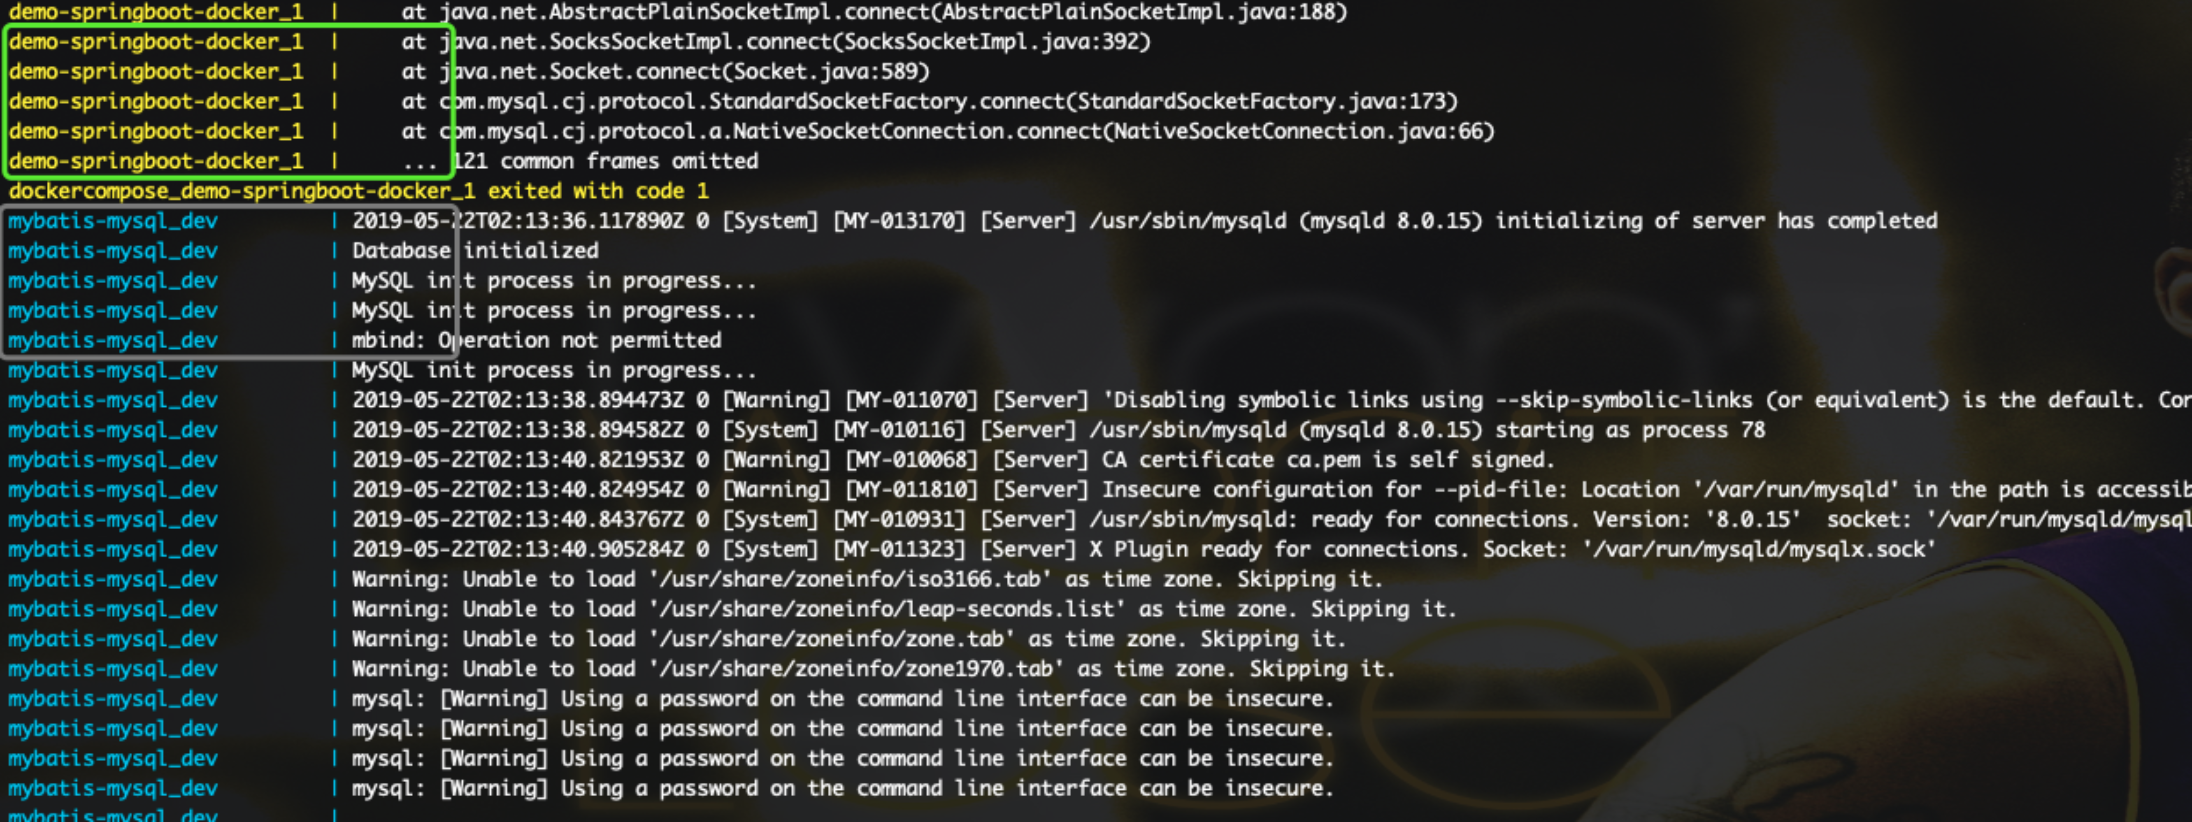 demo-springboot-docker_1  |     at java.net.AbstractPlainSocketImpl.connect(AbstractPlainSocketImpl.java:188)
demo-springboot-docker_1  |     at java.net.SocksSocketImpl.connect(SocksSocketImpl.java:392)
demo-springboot-docker_1  |     at java.net.Socket.connect(Socket.java:589)
demo-springboot-docker_1  |     at com.mysql.cj.protocol.StandardSocketFactory.connect(StandardSocketFactory.java:173)
demo-springboot-docker_1  |     at com.mysql.cj.protocol.a.NativeSocketConnection.connect(NativeSocketConnection.java:66)
demo-springboot-docker_1  |     ... 121 common frames omitted
dockercompose_demo-springboot-docker_1 exited with code 1
mybatis-mysql_dev         | 2019-05-22T02:13:36.117890Z 0 [System] [MY-013170] [Server] /usr/sbin/mysqld (mysqld 8.0.15) initializing of server has completed
mybatis-mysql_dev         | Database initialized
mybatis-mysql_dev         | MySQL init process in progress...
mybatis-mysql_dev         | MySQL init process in progress...
mybatis-mysql_dev         | mbind: Operation not permitted
mybatis-mysql_dev         | MySQL init process in progress...
mybatis-mysql_dev         | 2019-05-22T02:13:38.894473Z 0 [Warning] [MY-011070] [Server] 'Disabling symbolic links using --skip-symbolic-links (or equivalent) is the default. Con
mybatis-mysql_dev         | 2019-05-22T02:13:38.894582Z 0 [System] [MY-010116] [Server] /usr/sbin/mysqld (mysqld 8.0.15) starting as process 78
mybatis-mysql_dev         | 2019-05-22T02:13:40.821953Z 0 [Warning] [MY-010068] [Server] CA certificate ca.pem is self signed.
mybatis-mysql_dev         | 2019-05-22T02:13:40.824954Z 0 [Warning] [MY-011810] [Server] Insecure configuration for --pid-file: Location '/var/run/mysqld' in the path is accessib
mybatis-mysql_dev         | 2019-05-22T02:13:40.843767Z 0 [System] [MY-010931] [Server] /usr/sbin/mysqld: ready for connections. Version: '8.0.15'  socket: '/var/run/mysqld/mysql
mybatis-mysql_dev         | 2019-05-22T02:13:40.905284Z 0 [System] [MY-011323] [Server] X Plugin ready for connections. Socket: '/var/run/mysqld/mysqlx.sock'
mybatis-mysql_dev         | Warning: Unable to load '/usr/share/zoneinfo/iso3166.tab' as time zone. Skipping it.
mybatis-mysql_dev         | Warning: Unable to load '/usr/share/zoneinfo/leap-seconds.list' as time zone. Skipping it.
mybatis-mysql_dev         | Warning: Unable to load '/usr/share/zoneinfo/zone.tab' as time zone. Skipping it.
mybatis-mysql_dev         | Warning: Unable to load '/usr/share/zoneinfo/zone1970.tab' as time zone. Skipping it.
mybatis-mysql_dev         | mysql: [Warning] Using a password on the command line interface can be insecure.
mybatis-mysql_dev         | mysql: [Warning] Using a password on the command line interface can be insecure.
mybatis-mysql_dev         | mysql: [Warning] Using a password on the command line interface can be insecure.
mybatis-mysql_dev         | mysql: [Warning] Using a password on the command line interface can be insecure.
mybatis-mysql_dev         |